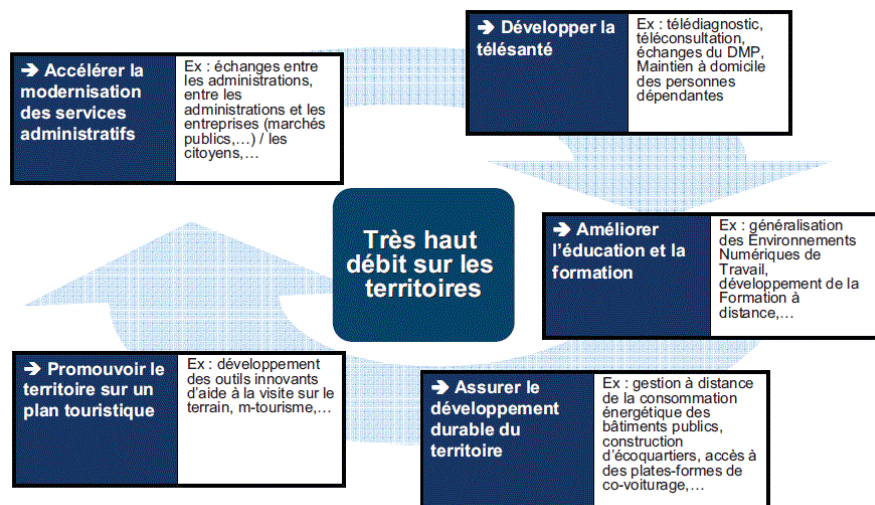 ➔ Accélérer la
modernisation
des services
administratifs
Ex : échanges entre
les administrations,
entre les
administrations et les
entreprises (marchés
publics,…) / les
citoyens,…
➔ Développer la
télésanté
Ex : télédiagnostic,
téléconsultation,
échanges du DMP,
Maintien à domicile
des personnes
dépendantes
Très haut
débit sur les
territoires
➔ Améliorer
l'éducation et la
formation
Ex : généralisation
des Environnements
Numériques de
Travail,
développement de la
Formation à
distance,…
➔ Promouvoir le
territoire sur un
plan touristique
Ex : développement
des outils innovants
d'aide à la visite sur le
terrain, m-tourisme,…
➔ Assurer le
développement
durable du
territoire
Ex : gestion à distance
de la consommation
énergétique des
bâtiments publics,
construction
d'écoquartiers, accès à
des plates-formes de
co-voiturage,…